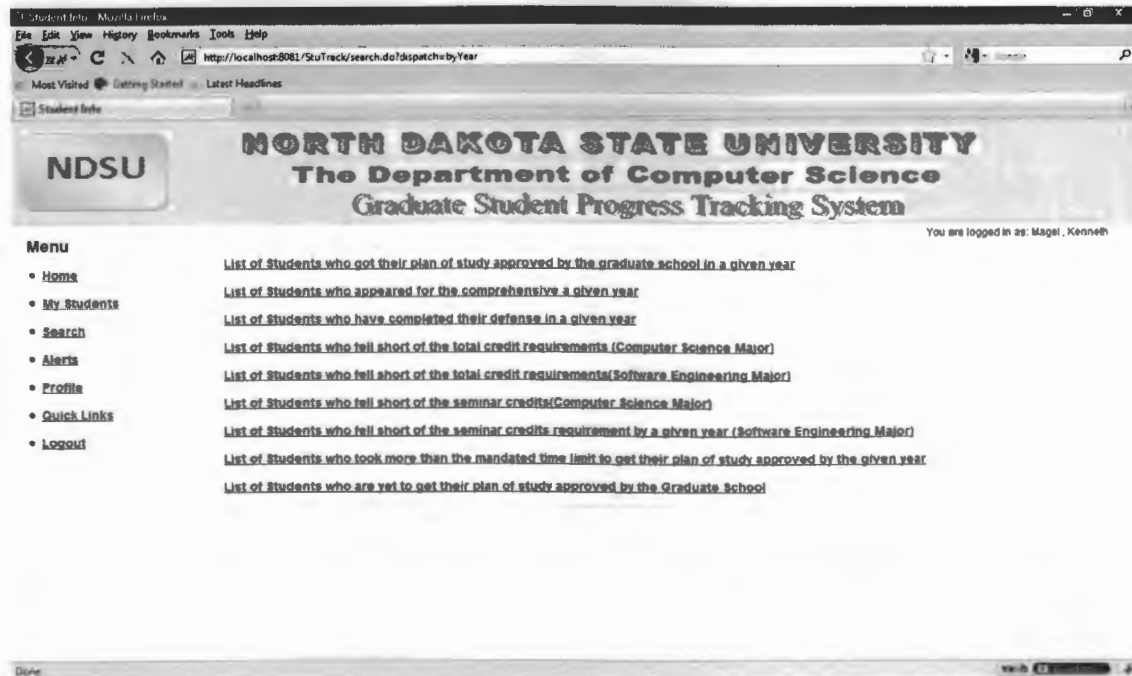 Student Info - Mozilla Firefox
File Edit View History Bookmarks Tools Help
http://localhost:8081/StuTrack/search.do?dispatch=byYear
Most Visited Getting Started Latest Headlines
Student Info
NDSU
NORTH DAKOTA STATE UNIVERSITY
The Department of Computer Science
Graduate Student Progress Tracking System
You are logged in as: Magel , Kenneth
Menu
• Home
• My Students
• Search
• Alerts
• Profile
• Quick Links
• Logout
List of Students who got their plan of study approved by the graduate school in a given year
List of Students who appeared for the comprehensive a given year
List of Students who have completed their defense in a given year
List of Students who fell short of the total credit requirements (Computer Science Major)
List of Students who fell short of the total credit requirements(Software Engineering Major)
List of Students who fell short of the seminar credits(Computer Science Major)
List of Students who fell short of the seminar credits requirement by a given year (Software Engineering Major)
List of Students who took more than the mandated time limit to get their plan of study approved by the given year
List of Students who are yet to get their plan of study approved by the Graduate School
Done